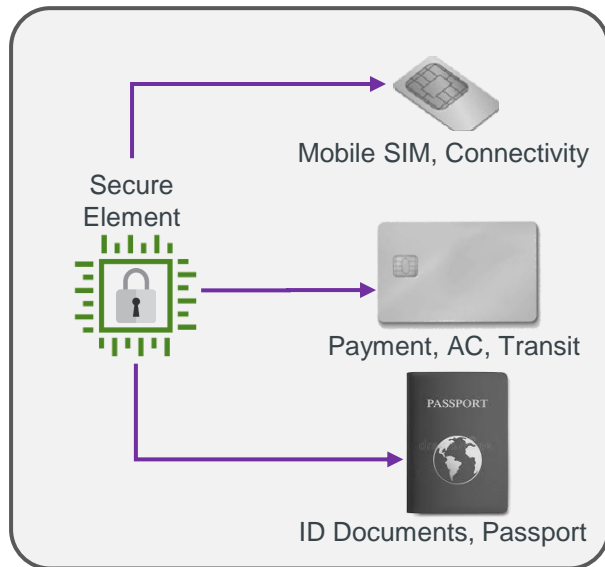 Mobile SIM, Connectivity
Secure
Element
Payment, AC, Transit
PASSPORT
ID Documents, Passport